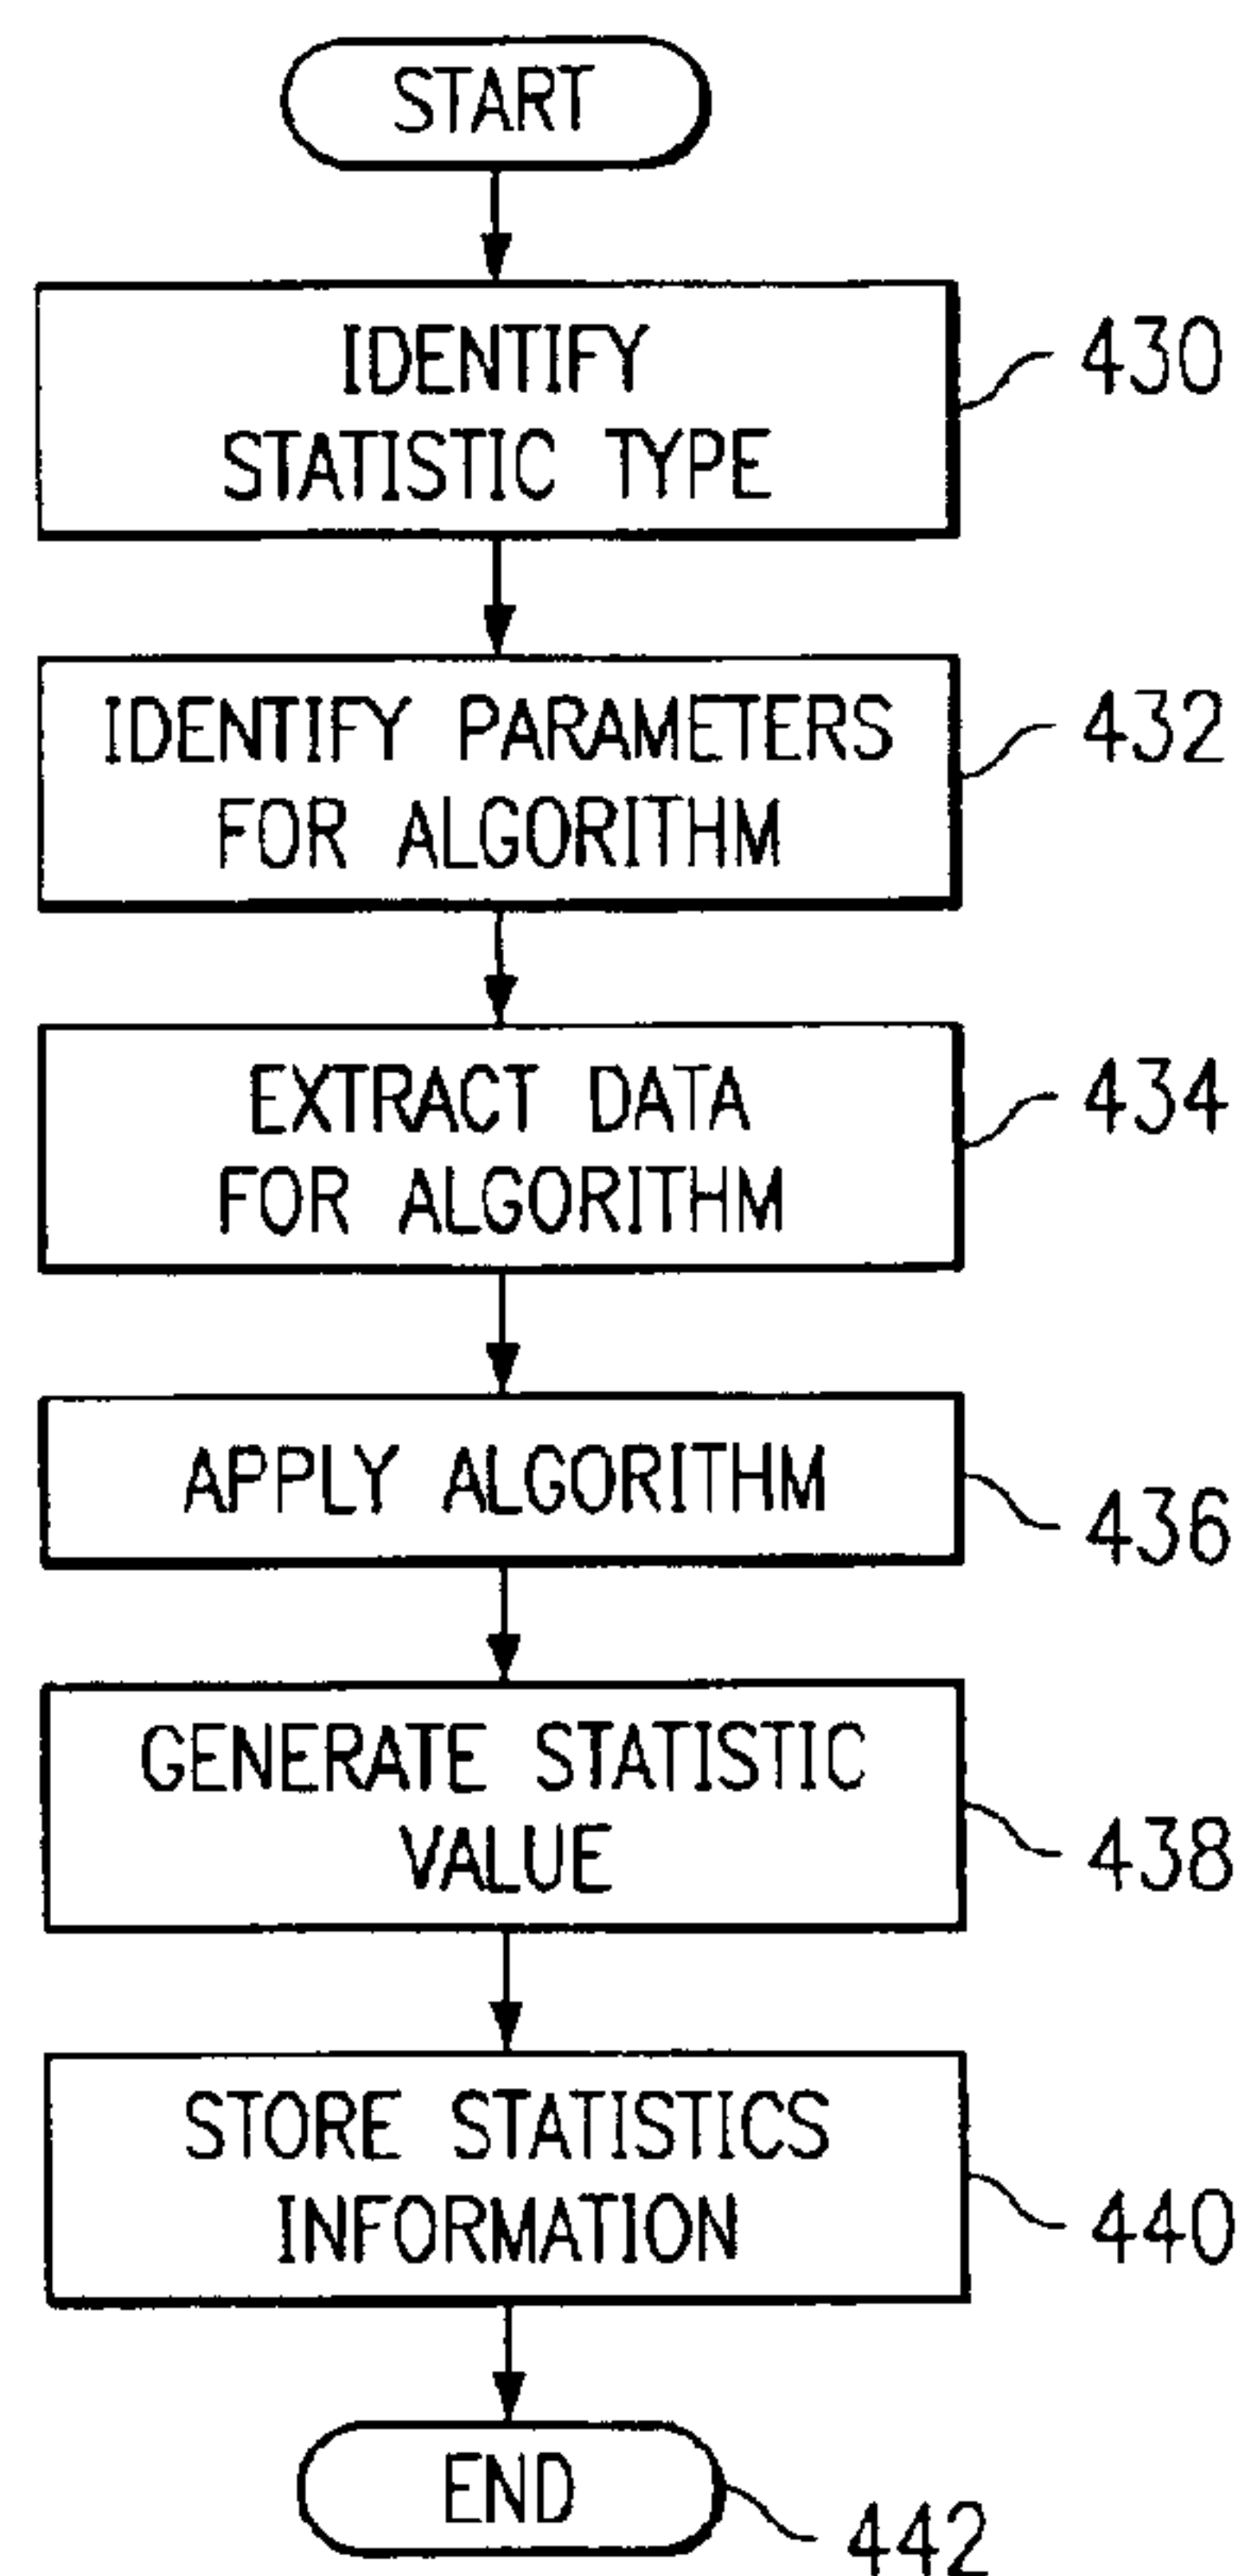 START
IDENTIFY
STATISTIC TYPE
430
IDENTIFY PARAMETERS
FOR ALGORITHM
432
EXTRACT DATA
FOR ALGORITHM
434
APPLY ALGORITHM
436
GENERATE STATISTIC
VALUE
438
STORE STATISTICS
INFORMATION
440
END
442